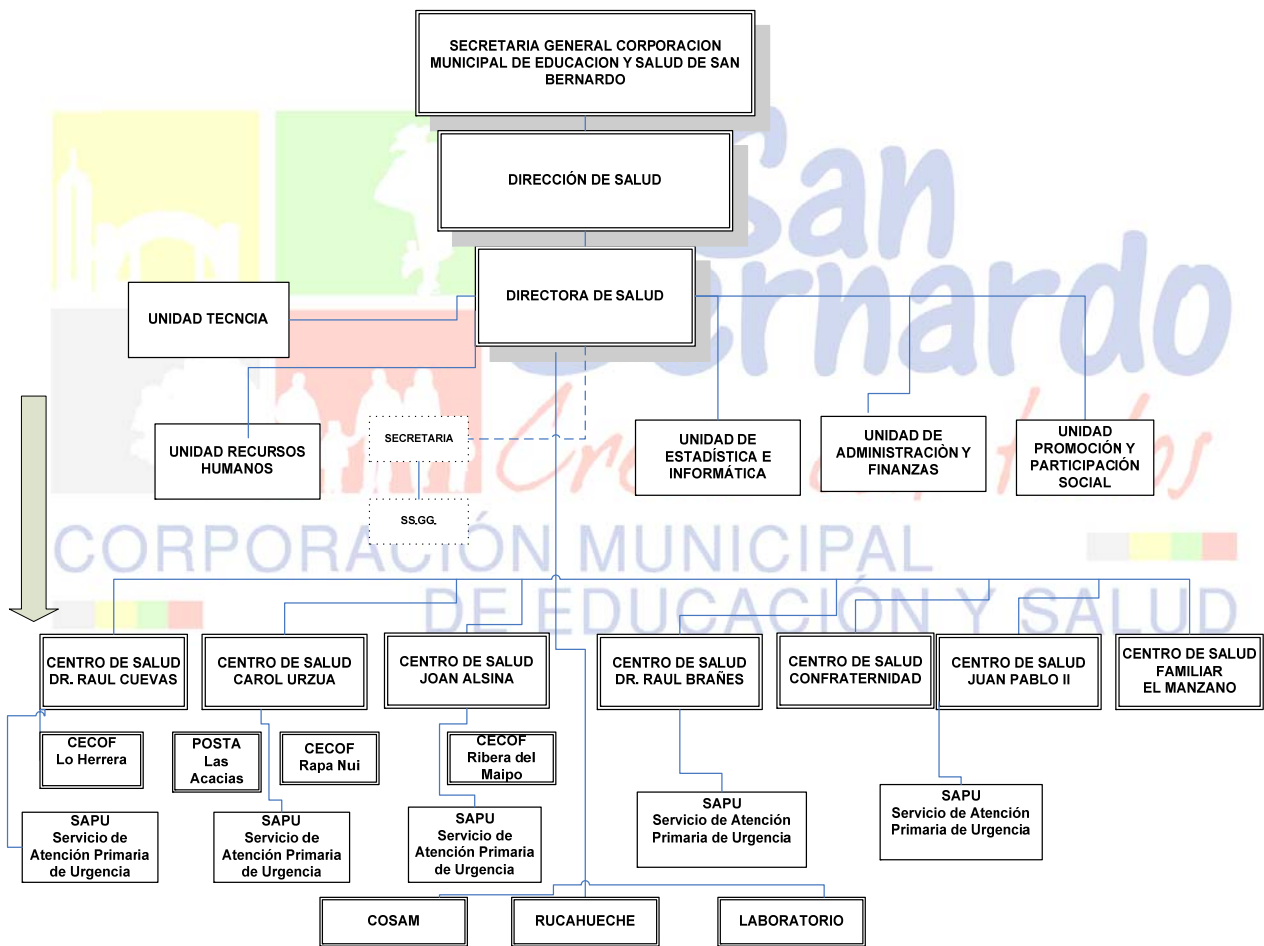 SECRETARIA GENERAL CORPORACION
MUNICIPAL DE EDUCACION Y SALUD DE SAN
BERNARDO
DIRECCIÓN DE SALUD
DIRECTORA DE SALUD
UNIDAD TECNCIA
UNIDAD RECURSOS
HUMANOS
SECRETARIA
SS.GG.
UNIDAD DE
ESTADÍSTICA E
INFORMÁTICA
UNIDAD DE
ADMINISTRACIÒN Y
FINANZAS
UNIDAD
PROMOCIÓN Y
PARTICIPACIÓN
SOCIAL
San
Bernardo
CORPORACIÓN MUNICIPAL
DE EDUCACIÓN Y SALUD
CENTRO DE SALUD
DR. RAUL CUEVAS
CENTRO DE SALUD
CAROL URZUA
CENTRO DE SALUD
JOAN ALSINA
CENTRO DE SALUD
DR. RAUL BRAÑES
CENTRO DE SALUD
CONFRATERNIDAD
CENTRO DE SALUD
JUAN PABLO II
CENTRO DE SALUD
FAMILIAR
EL MANZANO
CECOF
Lo Herrera
POSTA
Las
Acacias
CECOF
Rapa Nui
CECOF
Ribera del
Maipo
SAPU
Servicio de
Atención Primaria
de Urgencia
SAPU
Servicio de
Atención Primaria
de Urgencia
SAPU
Servicio de
Atención Primaria
de Urgencia
SAPU
Servicio de Atención
Primaria de Urgencia
SAPU
Servicio de Atención
Primaria de Urgencia
COSAM
RUCAHUECHE
LABORATORIO